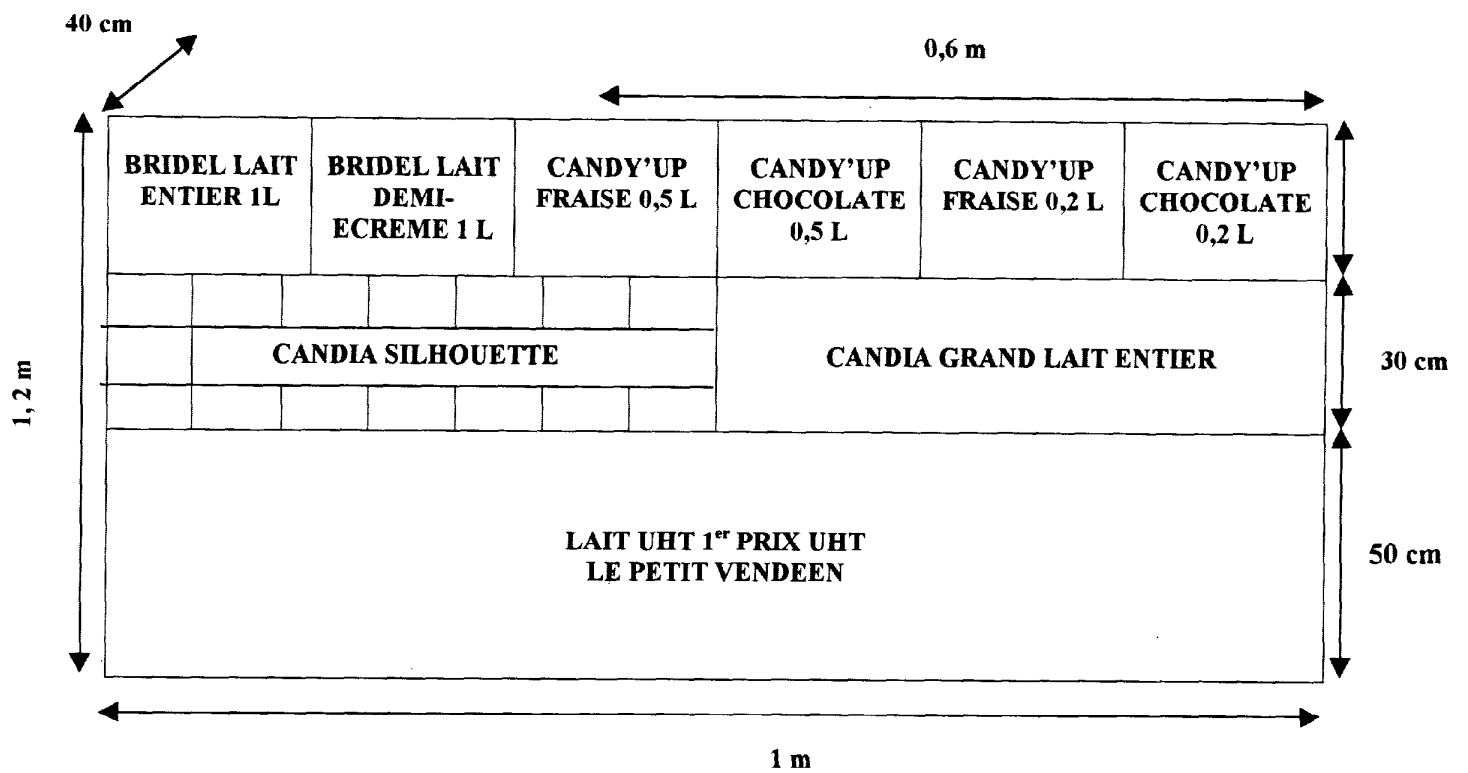 40 cm
0,6 m
BRIDEL LAIT
ENTIER 1L
BRIDEL LAIT
DEMI-
ECREME 1 L
CANDY'UP
FRAISE 0,5 L
CANDY'UP
CHOCOLATE
0,5 L
CANDY'UP
FRAISE 0,2 L
CANDY'UP
CHOCOLATE
0,2 L
1, 2 m
CANDIA SILHOUETTE
CANDIA GRAND LAIT ENTIER
30 cm
LAIT UHT 1er PRIX UHT
LE PETIT VENDEEN
50 cm
1 m